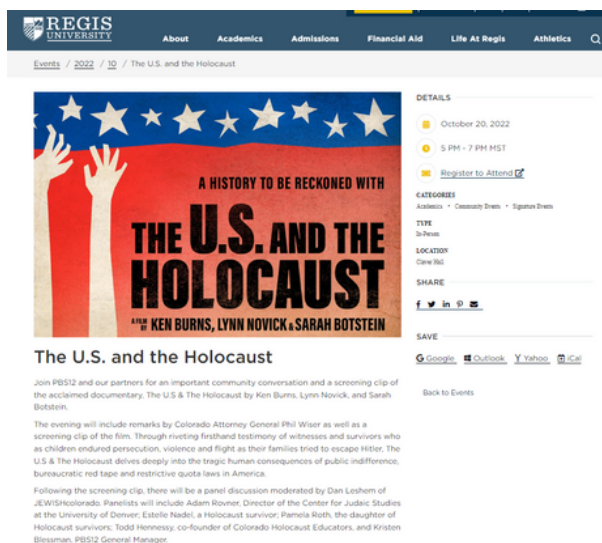 REGIS
UNIVERSITY
About Academics Admissions Financial Aid Life At Regis Athletics
Events / 2022 / 10 / The U.S. and the Holocaust
A HISTORY TO BE RECKONED WITH
THE U.S. AND THE
HOLOCAUST
A FILM BY KEN BURNS, LYNN NOVICK & SARAH BOTSTEIN
The U.S. and the Holocaust
Join PBS12 and our partners for an important community conversation and a screening clip of
the acclaimed documentary, The U.S & The Holocaust by Ken Burns, Lynn Novick, and Sarah
Botstein.
The evening will include remarks by Colorado Attorney General Phil Wiser as well as a
screening clip of the film. Through riveting firsthand testimony of witnesses and survivors who
as children endured persecution, violence and flight as their families tried to escape Hitler, The
U.S & The Holocaust delves deeply into the tragic human consequences of public indifference,
bureaucratic red tape and restrictive quota laws in America.
Following the screening clip, there will be a panel discussion moderated by Dan Leshem of
JEWISHcolorado. Panelists will include Adam Rovner, Director of the Center for Judaic Studies
at the University of Denver; Estelle Nadel, a Holocaust survivor; Pamela Roth, the daughter of
Holocaust survivors; Todd Hennessy, co-founder of Colorado Holocaust Educators, and Kristen
Blessman, PBS12 General Manager.
DETAILS
October 20, 2022
5 PM - 7 PM MST
Register to Attend
CATEGORIES
Academics • Community Events • Signature Events
TYPE
In-Person
LOCATION
Claver Hall
SHARE
SAVE
Google Outlook Yahoo iCal
Back to Events